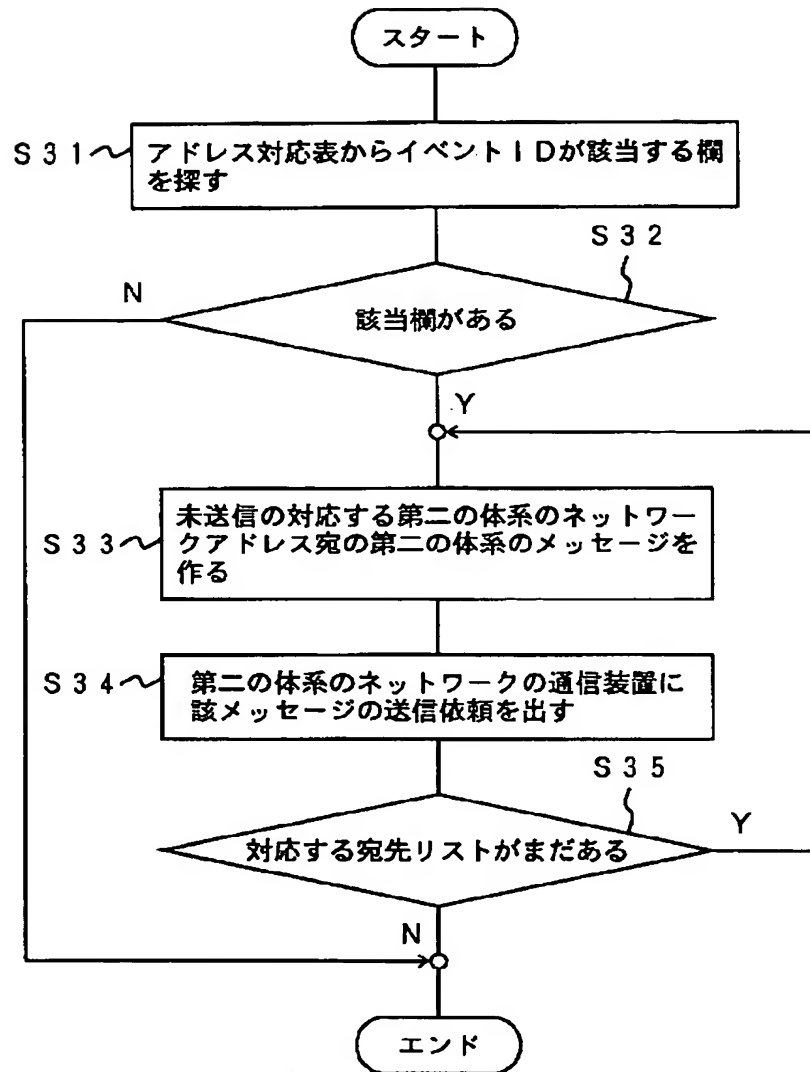 スタート
S31
アドレス対応表からイベントIDが該当する欄
を探す
S32
N
該当欄がある
Y
S33
未送信の対応する第二の体系のネットワー
クアドレス宛の第二の体系のメッセージを
作る
S34
第二の体系のネットワークの通信装置に
該メッセージの送信依頼を出す
S35
対応する宛先リストがまだある
Y
N
エンド